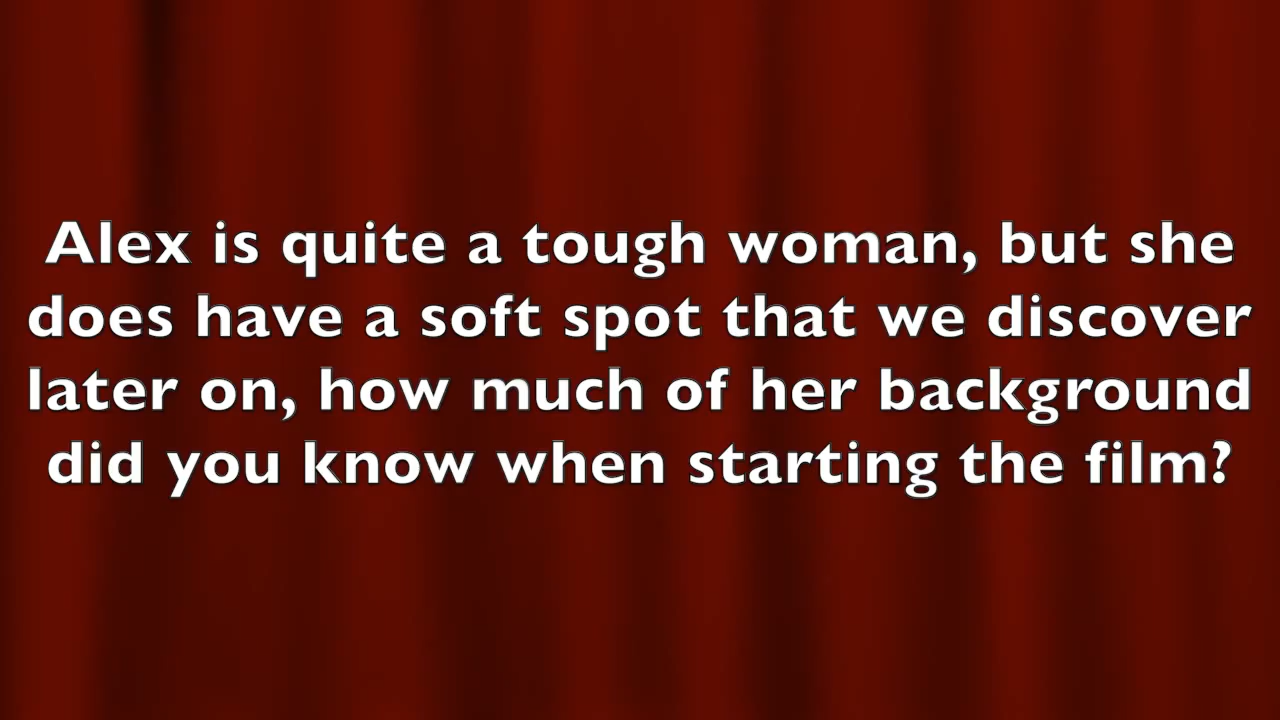 Alex is quite a tough woman, but she
does have a soft spot that we discover
later on, how much of her background
did you know when starting the film?